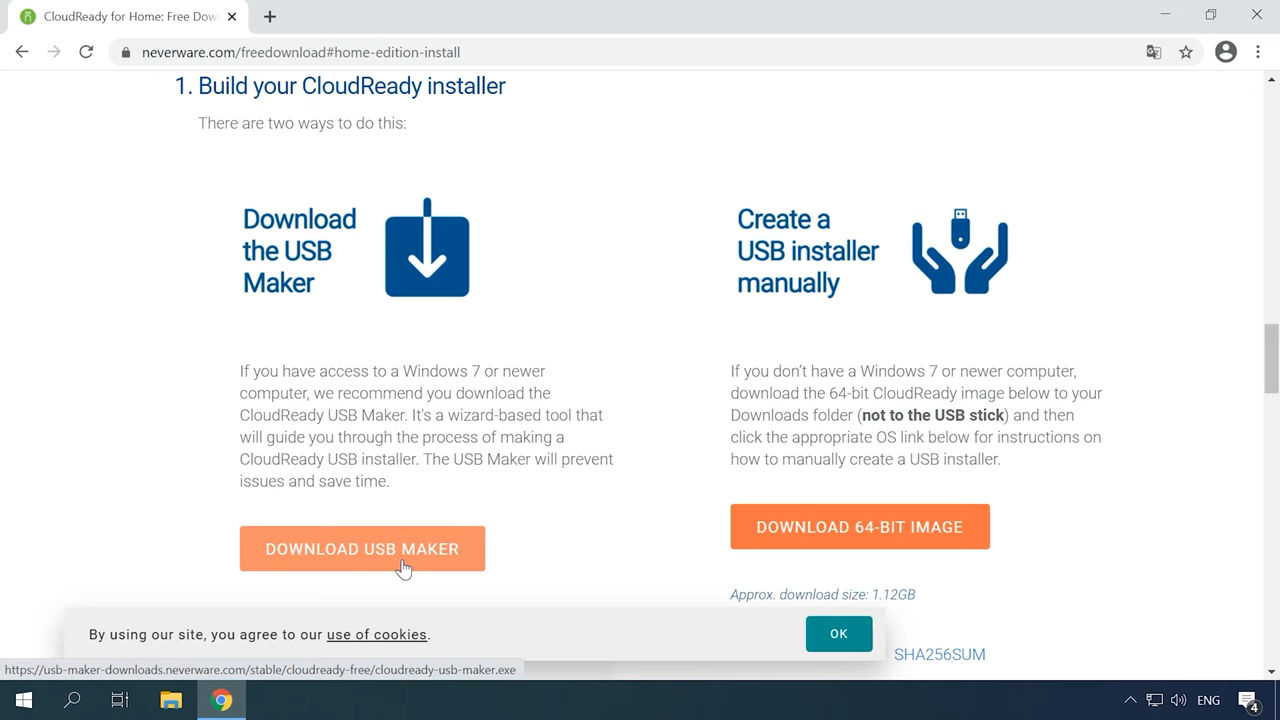 CloudReady for Home: Free Dow
neverware.com/freedownload#home-edition-install
1. Build your CloudReady installer
There are two ways to do this:
Download
the USB
Maker
If you have access to a Windows 7 or newer
computer, we recommend you download the
CloudReady USB Maker. It's a wizard-based tool that
will guide you through the process of making a
CloudReady USB installer. The USB Maker will prevent
issues and save time.
DOWNLOAD USB MAKER
Create a
USB installer
manually
If you don't have a Windows 7 or newer computer,
download the 64-bit CloudReady image below to your
Downloads folder (not to the USB stick) and then
click the appropriate OS link below for instructions on
how to manually create a USB installer.
DOWNLOAD 64-BIT IMAGE
Approx. download size: 1.12GB
SHA256SUM
By using our site, you agree to our use of cookies.
OK
https://usb-maker-downloads.neverware.com/stable/cloudready-free/cloudready-usb-maker.exe
ENG
4